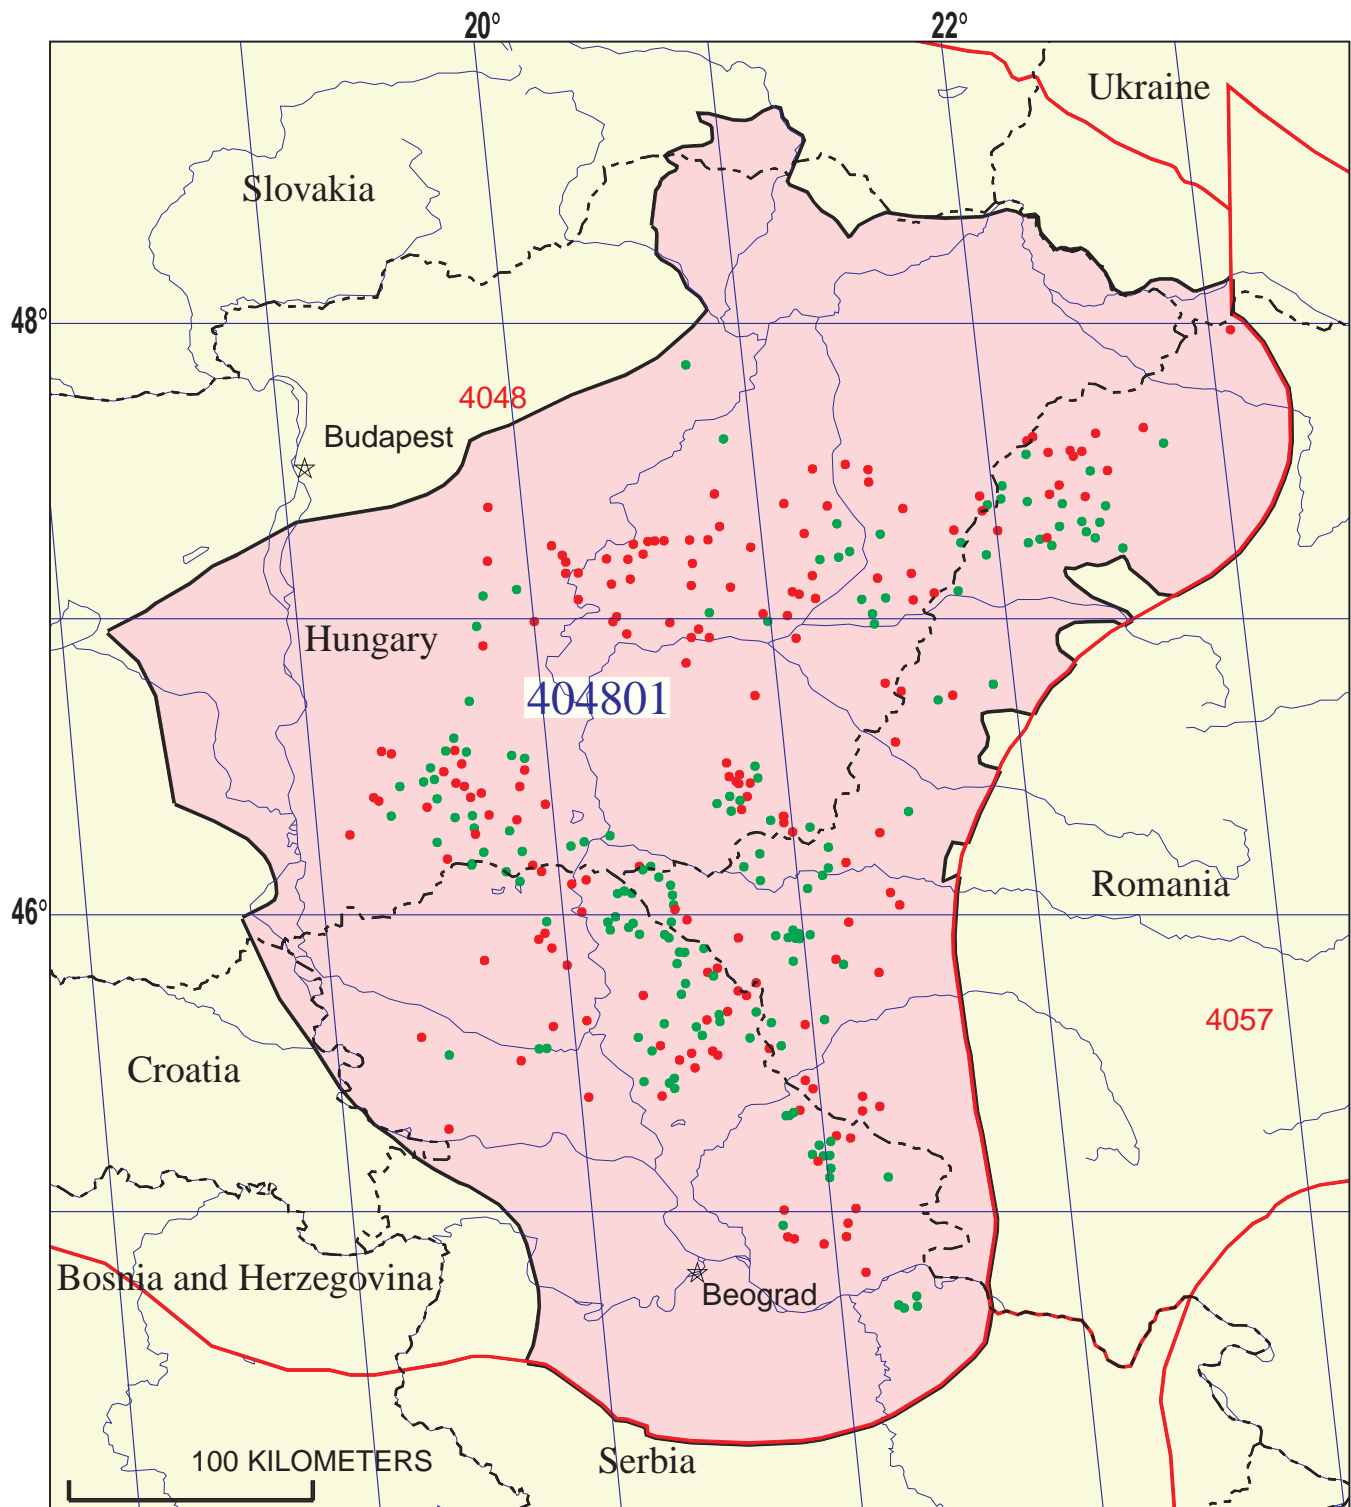 20° 22°
Ukraine
Slovakia
48°
4048
Budapest
Hungary
404801
Romania
46°
4057
Croatia
Bosnia and Herzegovina
Beograd
100 KILOMETERS
Serbia